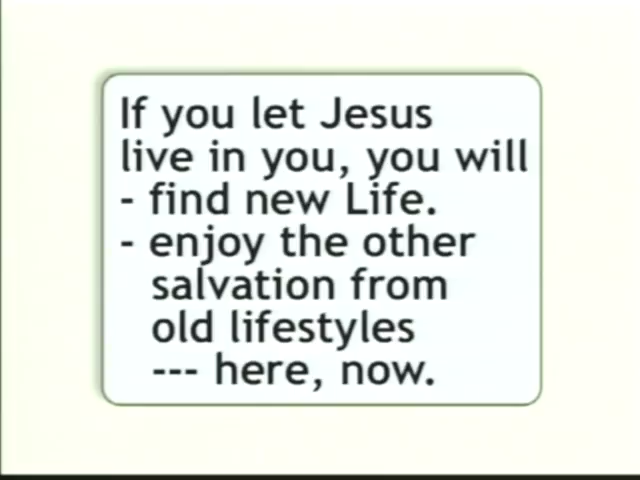 If you let Jesus
live in you, you will
- find new Life.
- enjoy the other
salvation from
old lifestyles
--- here, now.